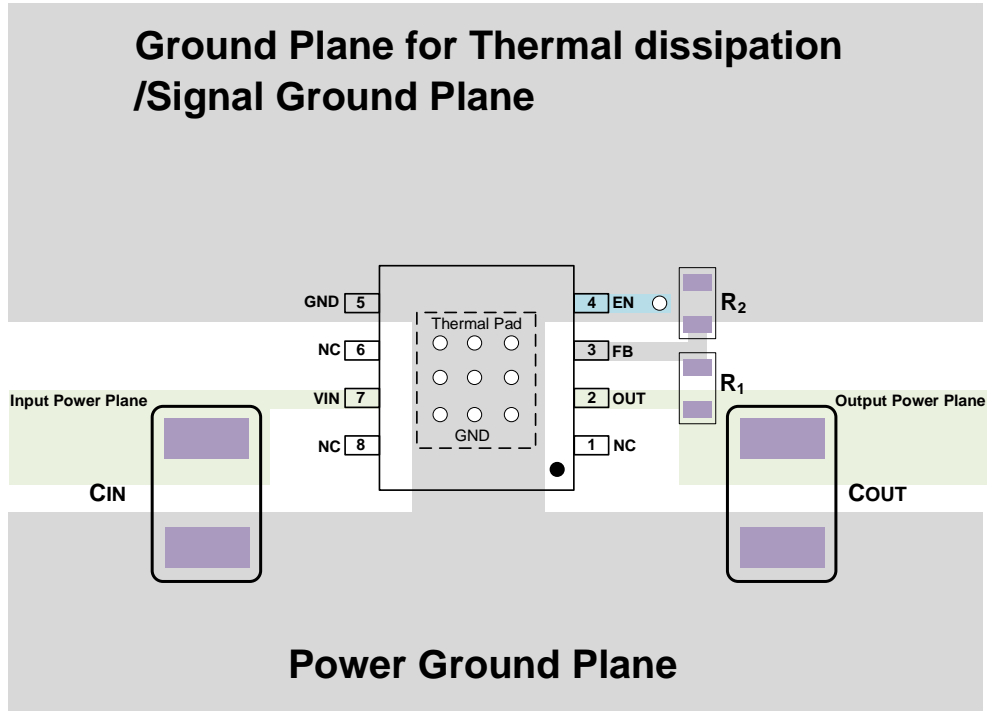 Ground Plane for Thermal dissipation
/Signal Ground Plane
GND 5
4 EN
R2
Thermal Pad
NC 6
3 FB
R1
Input Power Plane
VIN 7
2 OUT
Output Power Plane
GND
NC 8
1 NC
CIN
COUT
Power Ground Plane